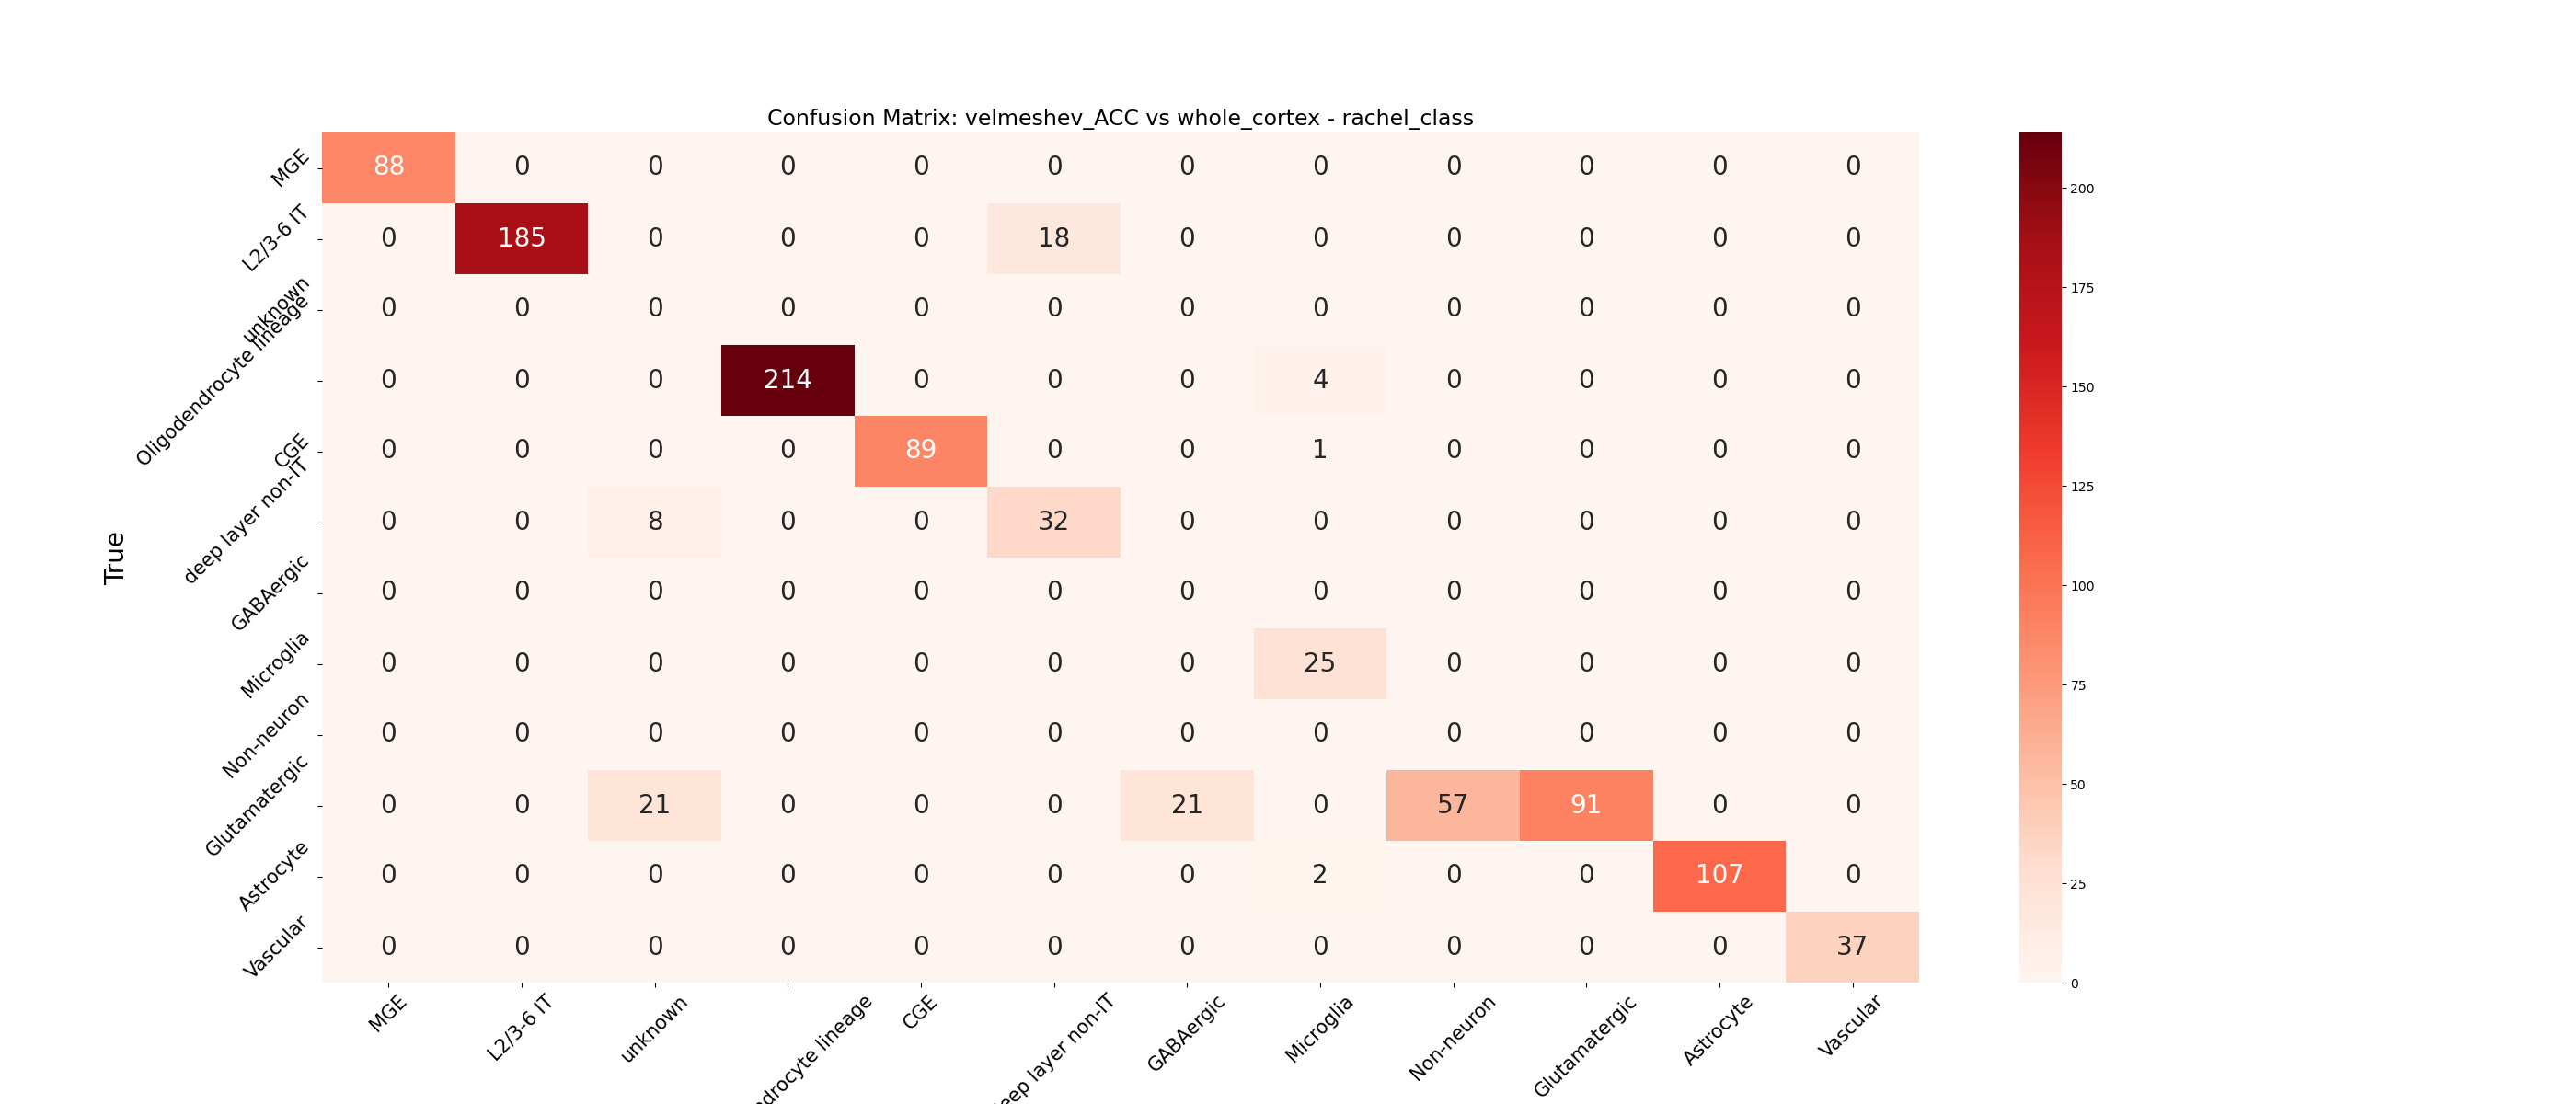 Confusion Matrix: velmeshev_ACC vs whole_cortex - rachel_class
True
MGE 88 0 0 0 0 0 0 0 0 0 0 0
L2/3-6 IT 0 185 0 0 0 18 0 0 0 0 0 0
unknown 0 0 0 0 0 0 0 0 0 0 0 0
Oligodendrocyte lineage 0 0 0 214 0 0 0 4 0 0 0 0
CGE 0 0 0 0 89 0 0 1 0 0 0 0
deep layer non-IT 0 0 8 0 0 32 0 0 0 0 0 0
GABAergic 0 0 0 0 0 0 0 0 0 0 0 0
Microglia 0 0 0 0 0 0 0 25 0 0 0 0
Non-neuron 0 0 0 0 0 0 0 0 0 0 0 0
Glutamatergic 0 0 21 0 0 0 21 0 57 91 0 0
Astrocyte 0 0 0 0 0 0 0 2 0 0 107 0
Vascular 0 0 0 0 0 0 0 0 0 0 0 37
MGE
L2/3-6 IT
unknown
ndrocyte lineage
CGE
eep layer non-IT
GABAergic
Microglia
Non-neuron
Glutamatergic
Astrocyte
Vascular
200
175
150
125
100
75
50
25
0